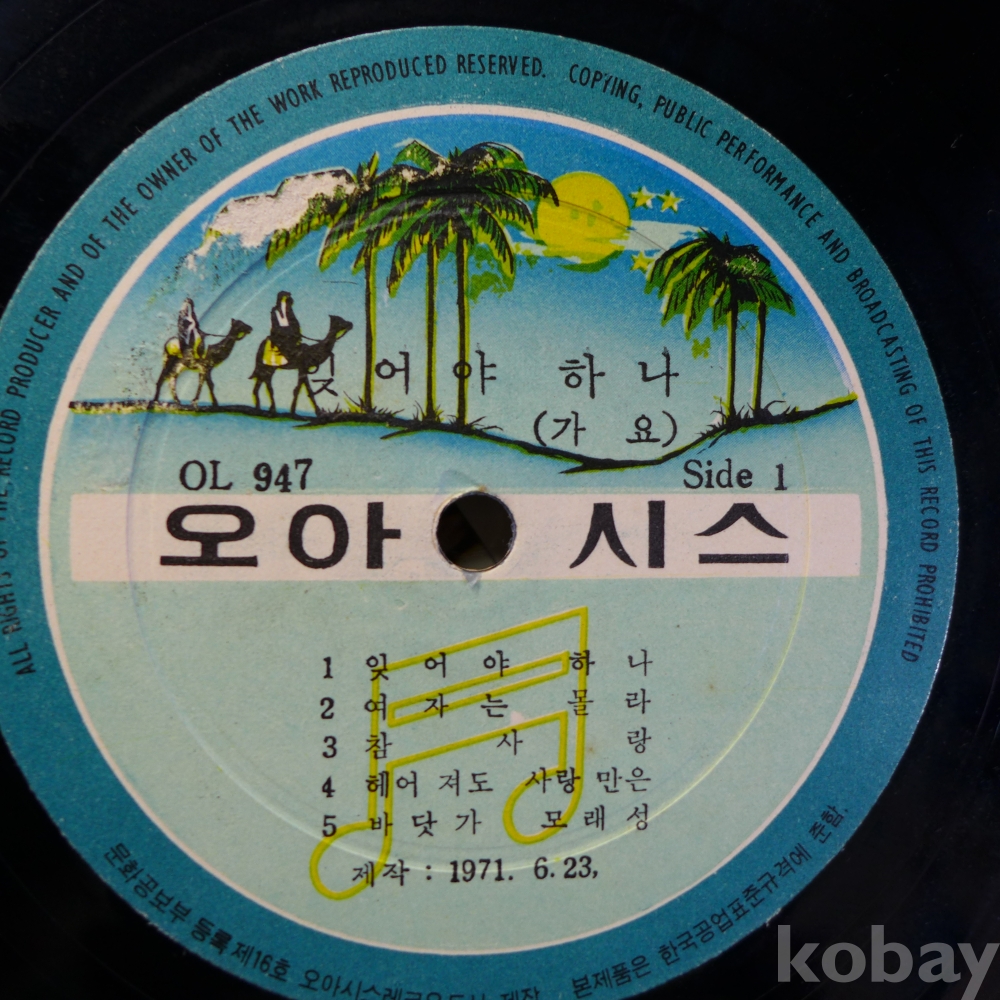 ALL RIGHTS OF THE RECORD PRODUCER AND OF THE OWNER OF THE WORK REPRODUCED RESERVED. COPYING, PUBLIC PERFORMANCE AND BROADCASTING OF THIS RECORD PROHIBITED
잊어야 하나
(가 요)
OL 947 Side 1
오아시스
1 잊어야 하나
2 여자는 몰라
3 참 사랑
4 헤어져도 사랑만은
5 바닷가 모래성
제작 : 1971. 6. 23,
문화공보부 등록 제16호 오아시스레코오드사 제작 본제품은 한국공업표준규격에 준함.
kobay